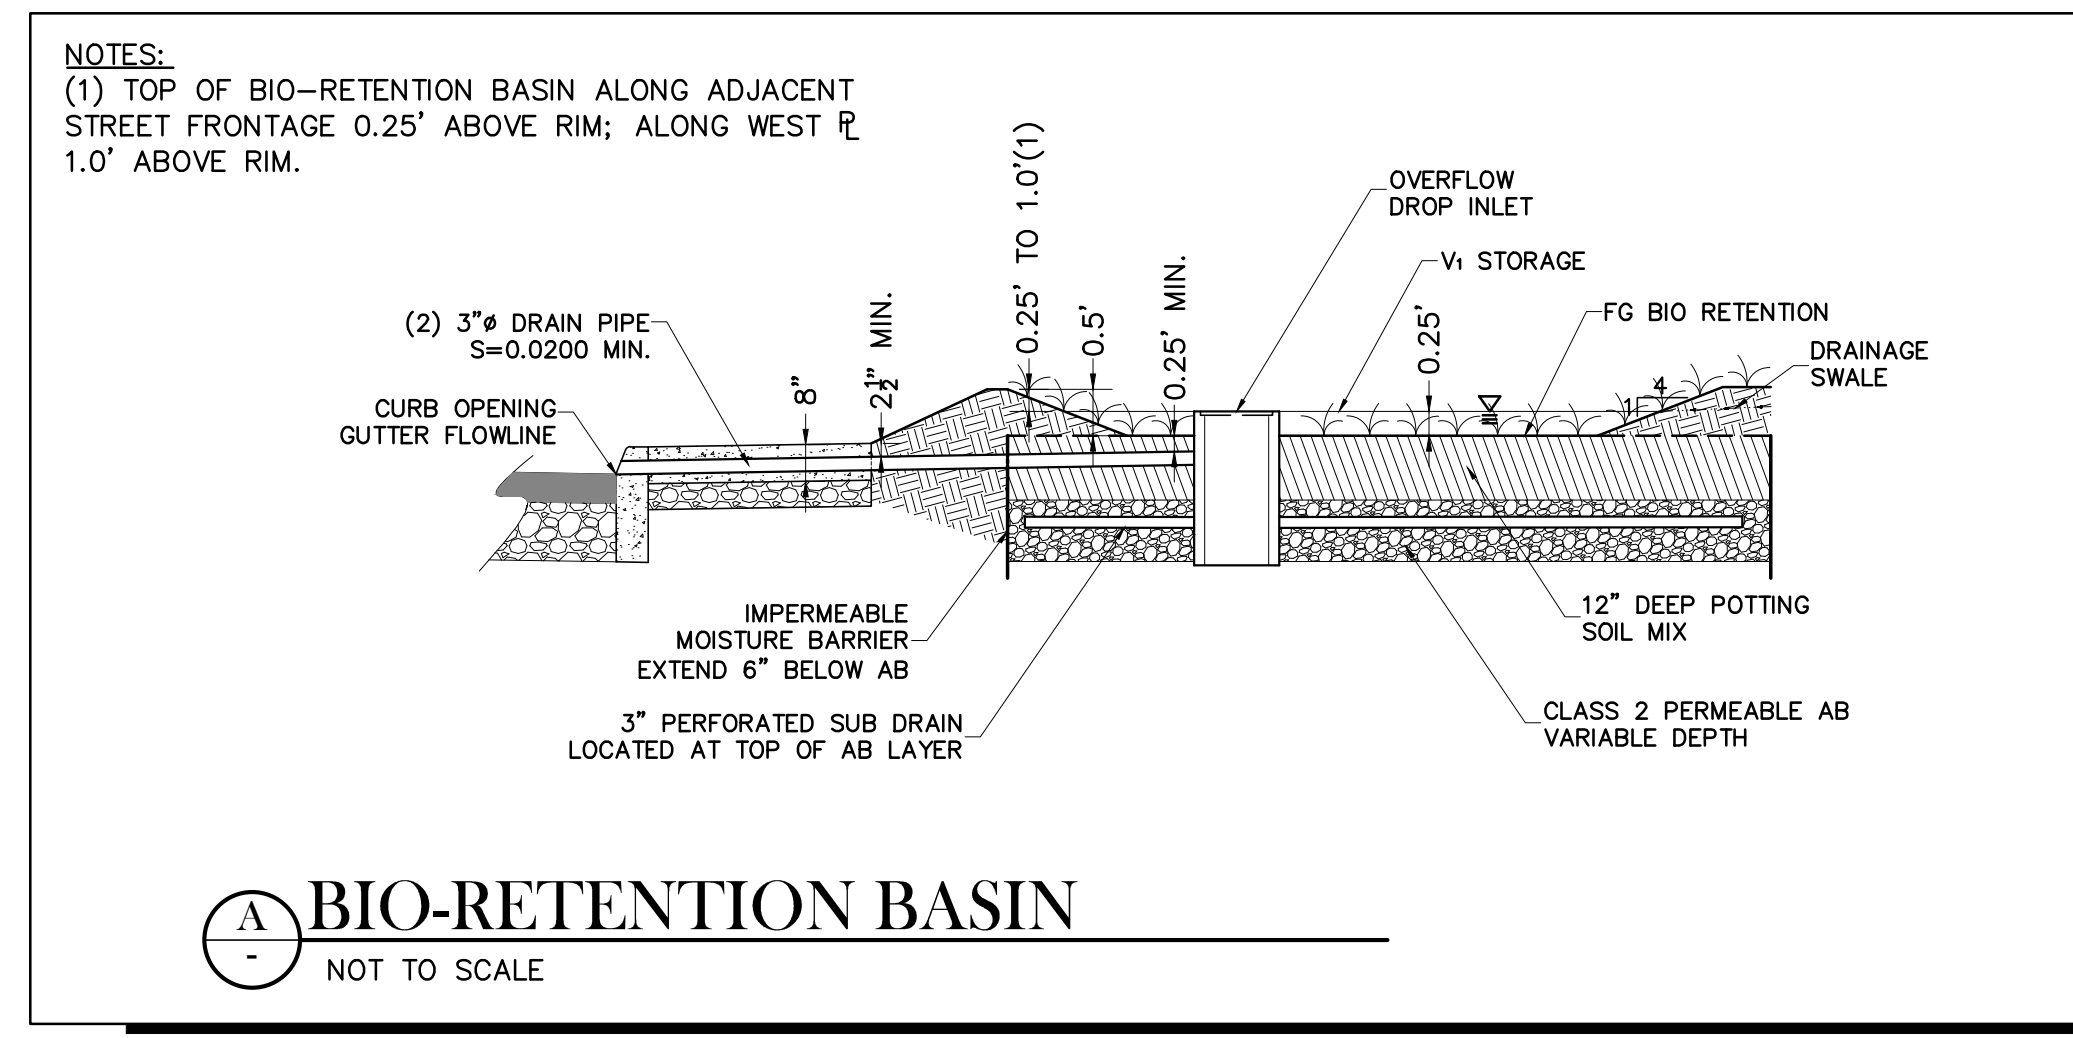 NOTES:
(1) TOP OF BIO-RETENTION BASIN ALONG ADJACENT
STREET FRONTAGE 0.25' ABOVE RIM; ALONG WEST ⅊
1.0' ABOVE RIM.
0.25' TO 1.0'(1)
OVERFLOW
DROP INLET
V1 STORAGE
0.25' MIN.
0.5'
0.25'
FG BIO RETENTION
(2) 3"ø DRAIN PIPE
S=0.0200 MIN.
2½" MIN.
8"
DRAINAGE
SWALE
4
1
CURB OPENING
GUTTER FLOWLINE
IMPERMEABLE
MOISTURE BARRIER
EXTEND 6" BELOW AB
12" DEEP POTTING
SOIL MIX
3" PERFORATED SUB DRAIN
LOCATED AT TOP OF AB LAYER
CLASS 2 PERMEABLE AB
VARIABLE DEPTH
A
-
BIO-RETENTION BASIN
NOT TO SCALE